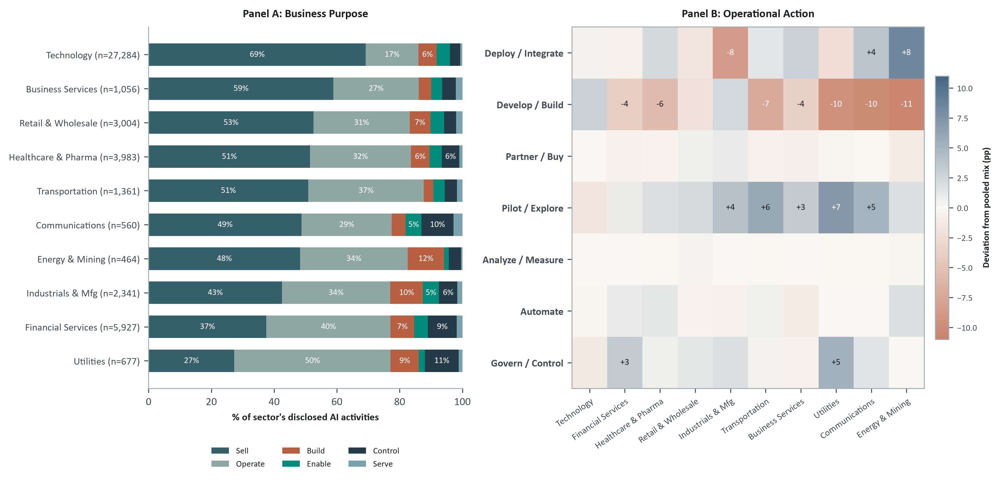 Panel A: Business Purpose
Technology (n=27,284)
69%
17%
6%
Business Services (n=1,056)
59%
27%
Retail & Wholesale (n=3,004)
53%
31%
7%
Healthcare & Pharma (n=3,983)
51%
32%
6%
6%
Transportation (n=1,361)
51%
37%
Communications (n=560)
49%
29%
5%
10%
Energy & Mining (n=464)
48%
34%
12%
Industrials & Mfg (n=2,341)
43%
34%
10%
5%
6%
Financial Services (n=5,927)
37%
40%
7%
9%
Utilities (n=677)
27%
50%
9%
11%
0
20
40
60
80
100
% of sector's disclosed AI activities
Sell
Build
Control
Operate
Enable
Serve
Panel B: Operational Action
Deploy / Integrate
-8
+4
+8
Develop / Build
-4
-6
-7
-4
-10
-10
-11
Partner / Buy
Pilot / Explore
+4
+6
+3
+7
+5
Analyze / Measure
Automate
Govern / Control
+3
+5
Technology
Financial Services
Healthcare & Pharma
Retail & Wholesale
Industrials & Mfg
Transportation
Business Services
Utilities
Communications
Energy & Mining
10.0
7.5
5.0
2.5
0.0
−2.5
−5.0
−7.5
−10.0
Deviation from pooled mix (pp)